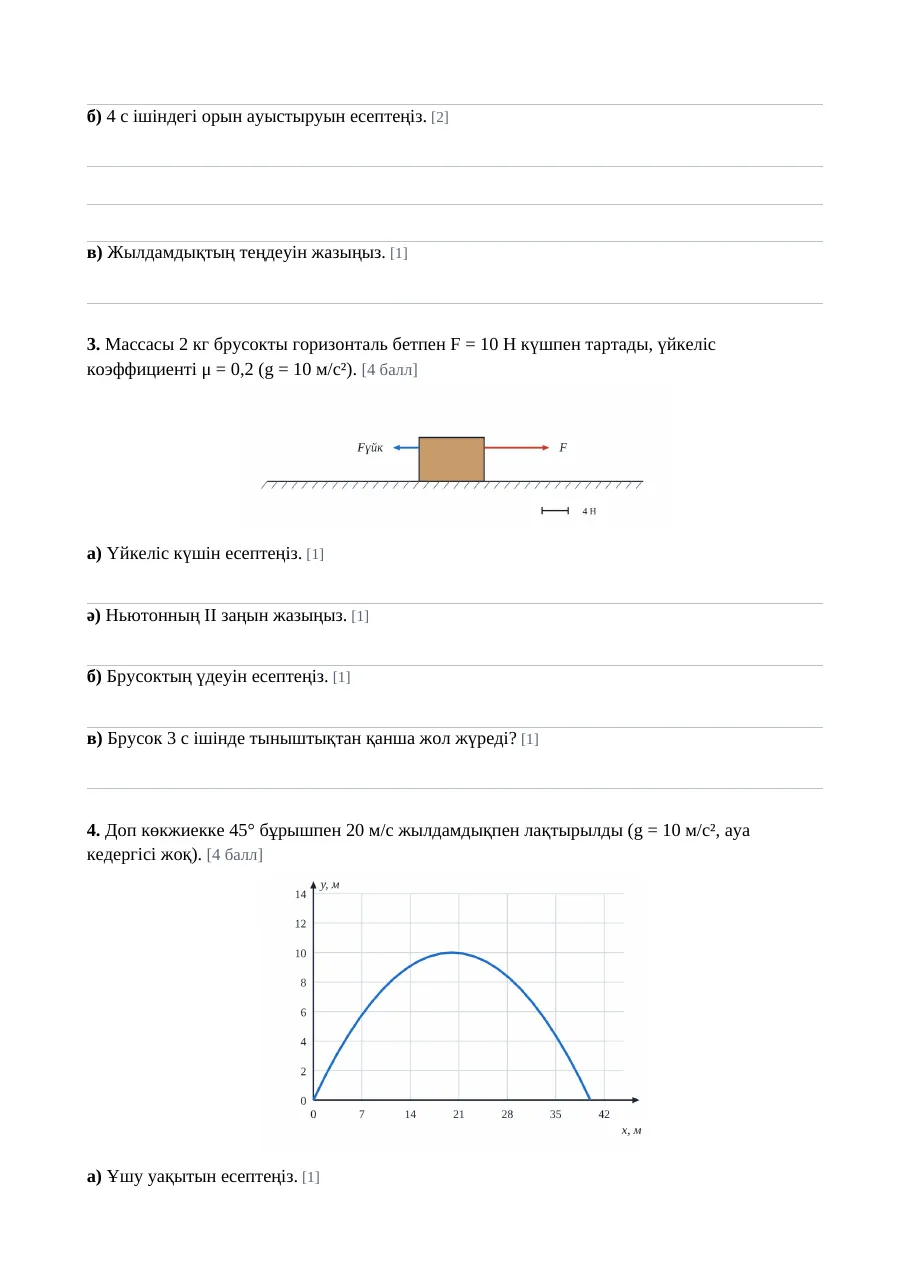 б) 4 с ішіндегі орын ауыстыруын есептеңіз. [2]
в) Жылдамдықтың теңдеуін жазыңыз. [1]
3. Массасы 2 кг брусокты горизонталь бетпен F = 10 Н күшпен тартады, үйкеліс
коэффициенті μ = 0,2 (g = 10 м/с²). [4 балл]
Fүйк
F
4 Н
а) Үйкеліс күшін есептеңіз. [1]
ә) Ньютонның II заңын жазыңыз. [1]
б) Брусоктың үдеуін есептеңіз. [1]
в) Брусок 3 с ішінде тыныштықтан қанша жол жүреді? [1]
4. Доп көкжиекке 45° бұрышпен 20 м/с жылдамдықпен лақтырылды (g = 10 м/с², ауа
кедергісі жоқ). [4 балл]
y, м
14
12
10
8
6
4
2
0
0 7 14 21 28 35 42
x, м
а) Ұшу уақытын есептеңіз. [1]